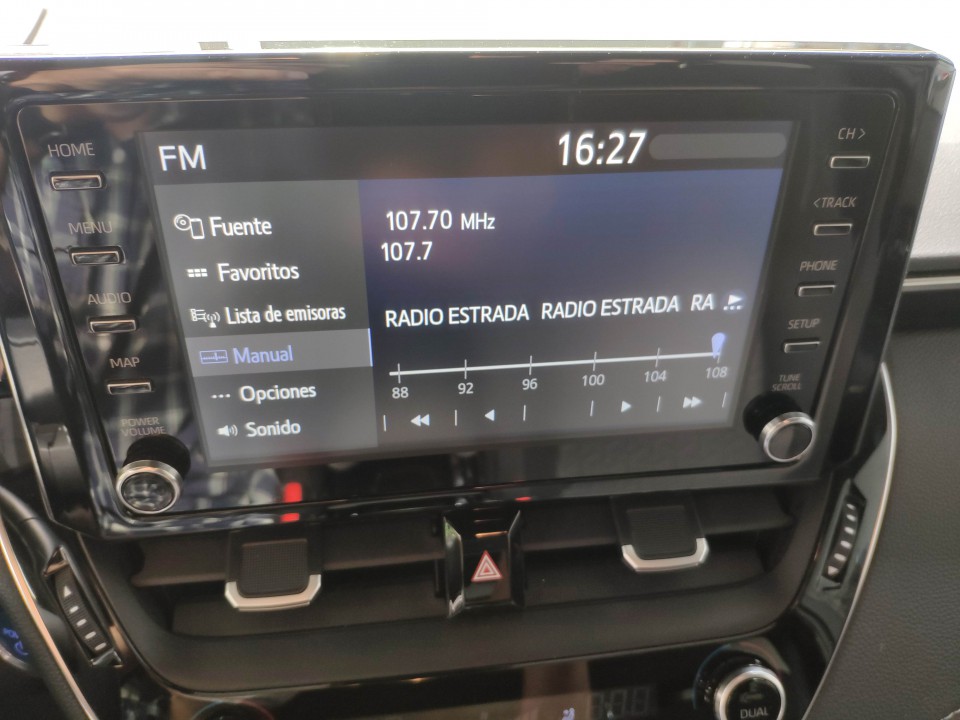 HOME
MENU
AUDIO
MAP
POWER
VOLUME
FM
16:27
Fuente
Favoritos
Lista de emisoras
Manual
Opciones
Sonido
107.70 MHz
107.7
RADIO ESTRADA RADIO ESTRADA RA ...
88 92 96 100 104 108
CH >
< TRACK
PHONE
SETUP
TUNE
SCROLL
DUAL